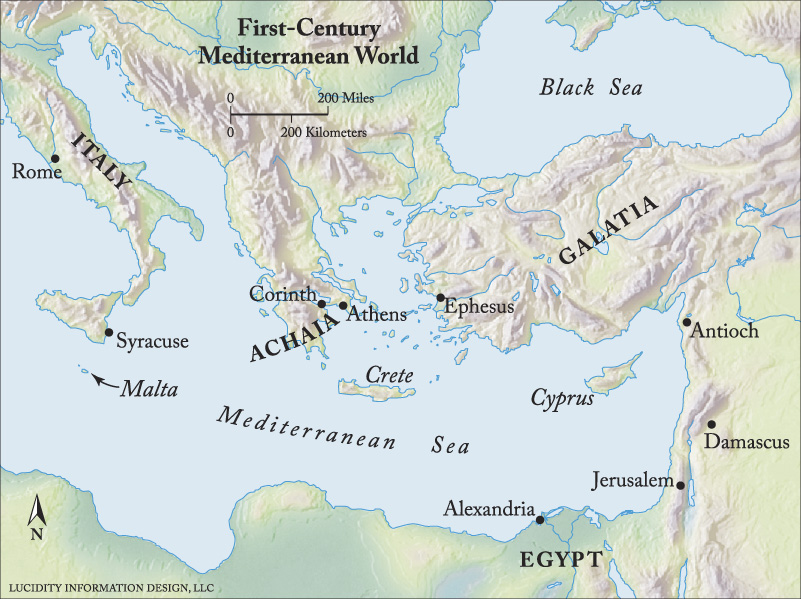 First-Century
Mediterranean World
0 200 Miles
0 200 Kilometers
Black Sea
ITALY
Rome
GALATIA
Corinth
Athens
Ephesus
ACHAIA
Syracuse
Antioch
Malta
Crete
Cyprus
Mediterranean Sea
Damascus
Jerusalem
Alexandria
N
EGYPT
LUCIDITY INFORMATION DESIGN, LLC